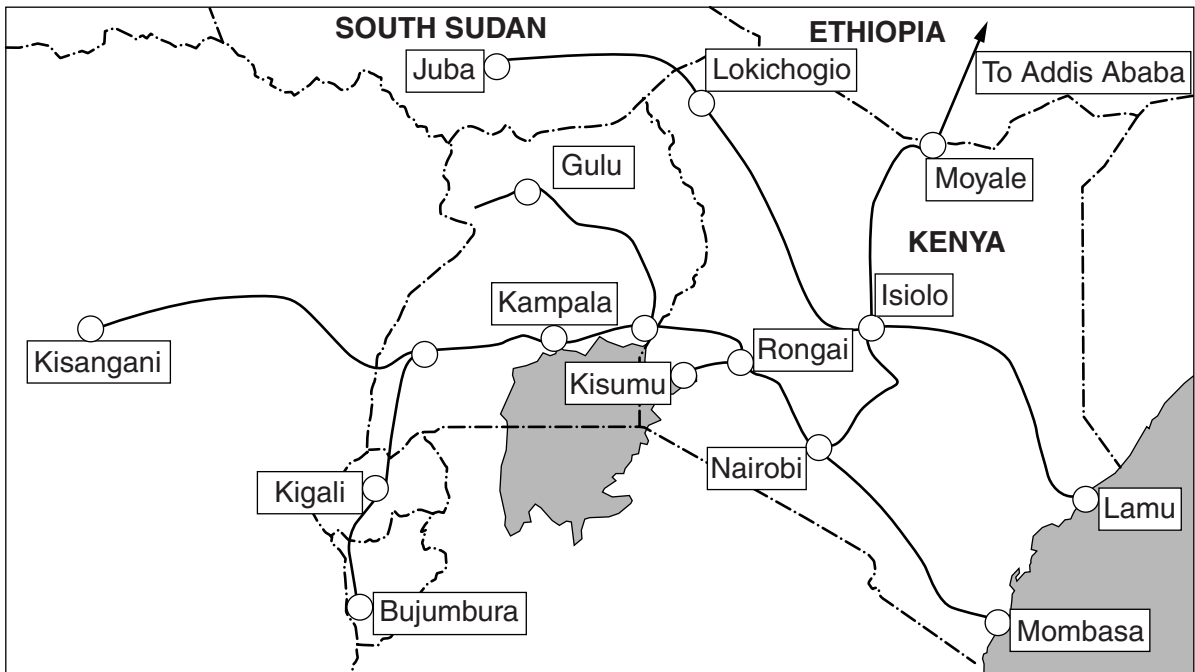 SOUTH SUDAN
ETHIOPIA
Juba
Lokichogio
To Addis Ababa
Gulu
Moyale
KENYA
Kampala
Isiolo
Kisangani
Rongai
Kisumu
Nairobi
Kigali
Lamu
Bujumbura
Mombasa